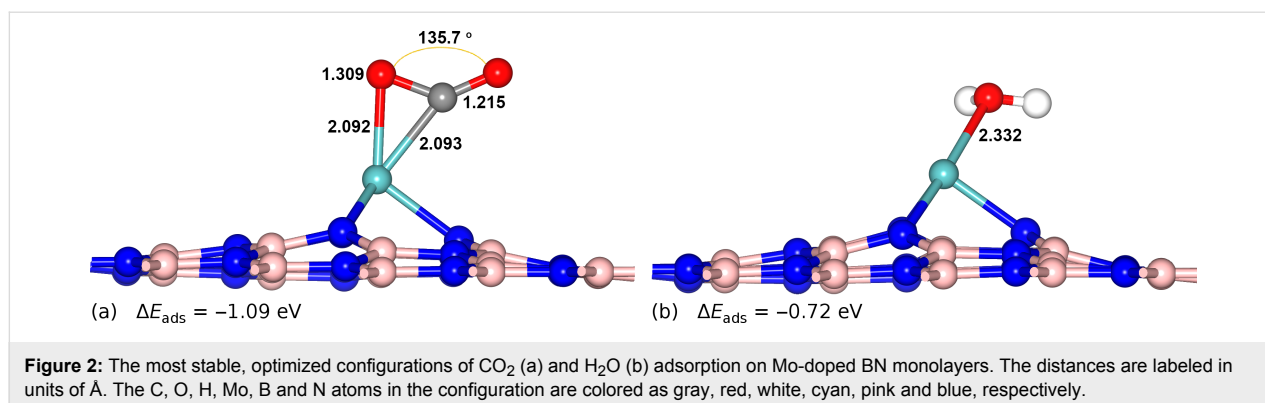 135.7 °
1.309
1.215
2.092
2.093
2.332
(a) ΔE_ads = −1.09 eV
(b) ΔE_ads = −0.72 eV
Figure 2: The most stable, optimized configurations of CO₂ (a) and H₂O (b) adsorption on Mo-doped BN monolayers. The distances are labeled in
units of Å. The C, O, H, Mo, B and N atoms in the configuration are colored as gray, red, white, cyan, pink and blue, respectively.